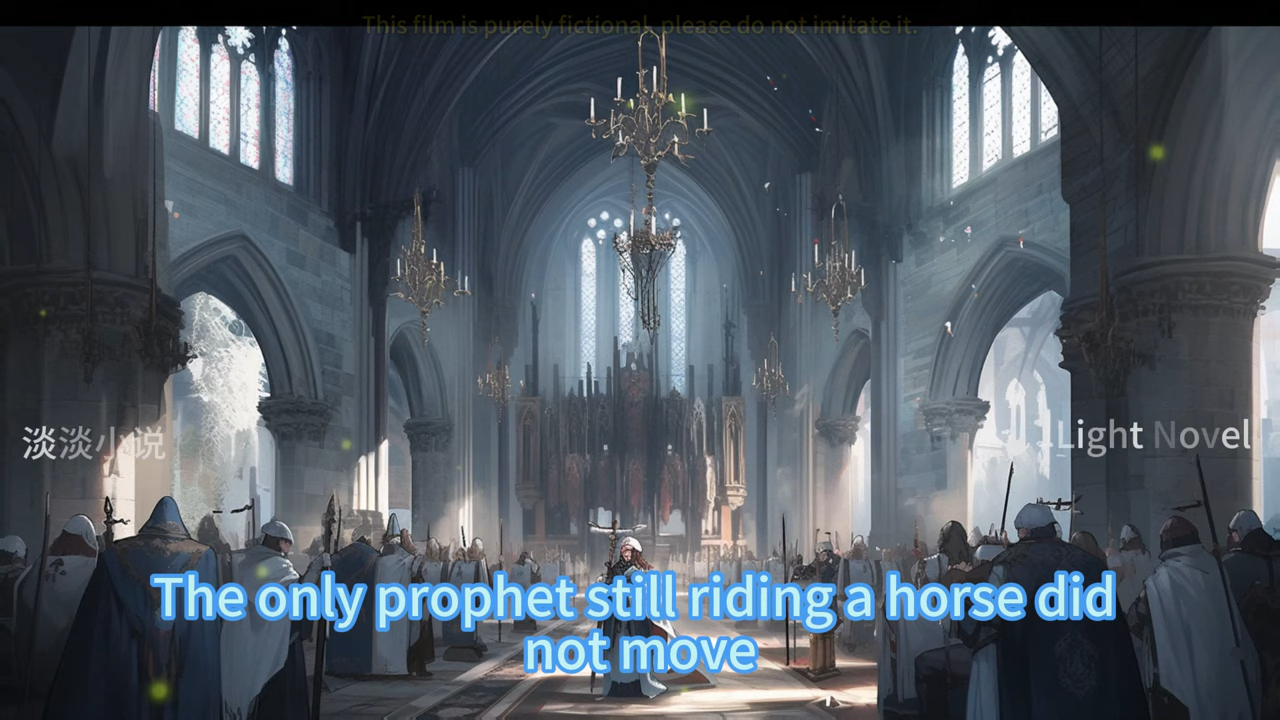 This film is purely fictional, please do not imitate it.
淡淡小说
Light Novel
The only prophet still riding a horse did
not move